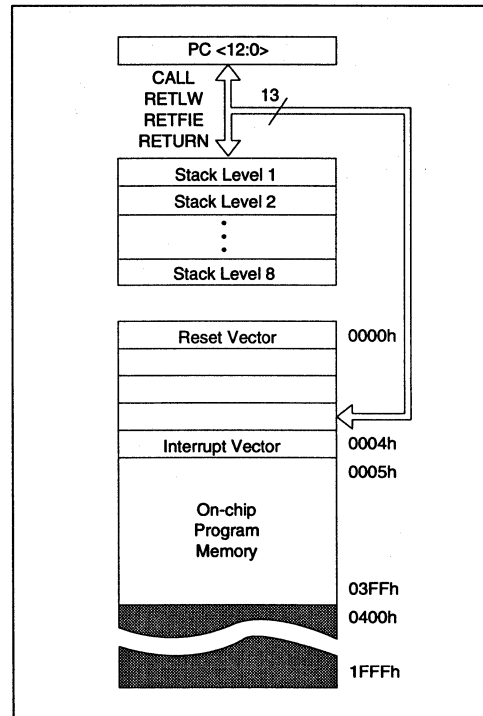 PC <12:0>
CALL
RETLW
RETFIE
RETURN
13
Stack Level 1
Stack Level 2
Stack Level 8
Reset Vector
0000h
Interrupt Vector
0004h
0005h
On-chip
Program
Memory
03FFh
0400h
1FFFh